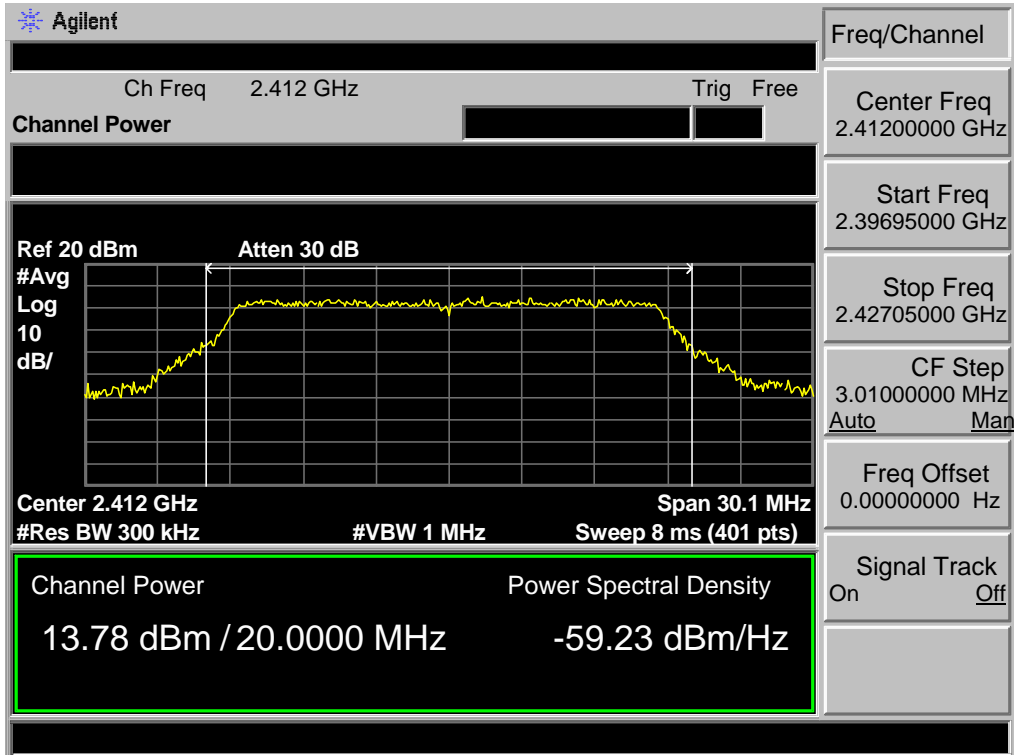 Agilent
Freq/Channel
Ch Freq 2.412 GHz Trig Free
Channel Power
Center Freq
2.41200000 GHz
Start Freq
2.39695000 GHz
Stop Freq
2.42705000 GHz
CF Step
3.01000000 MHz
Auto Man
Freq Offset
0.00000000 Hz
Signal Track
On Off
Ref 20 dBm Atten 30 dB
#Avg
Log
10
dB/
Center 2.412 GHz Span 30.1 MHz
#Res BW 300 kHz #VBW 1 MHz Sweep 8 ms (401 pts)
Channel Power Power Spectral Density
13.78 dBm / 20.0000 MHz -59.23 dBm/Hz